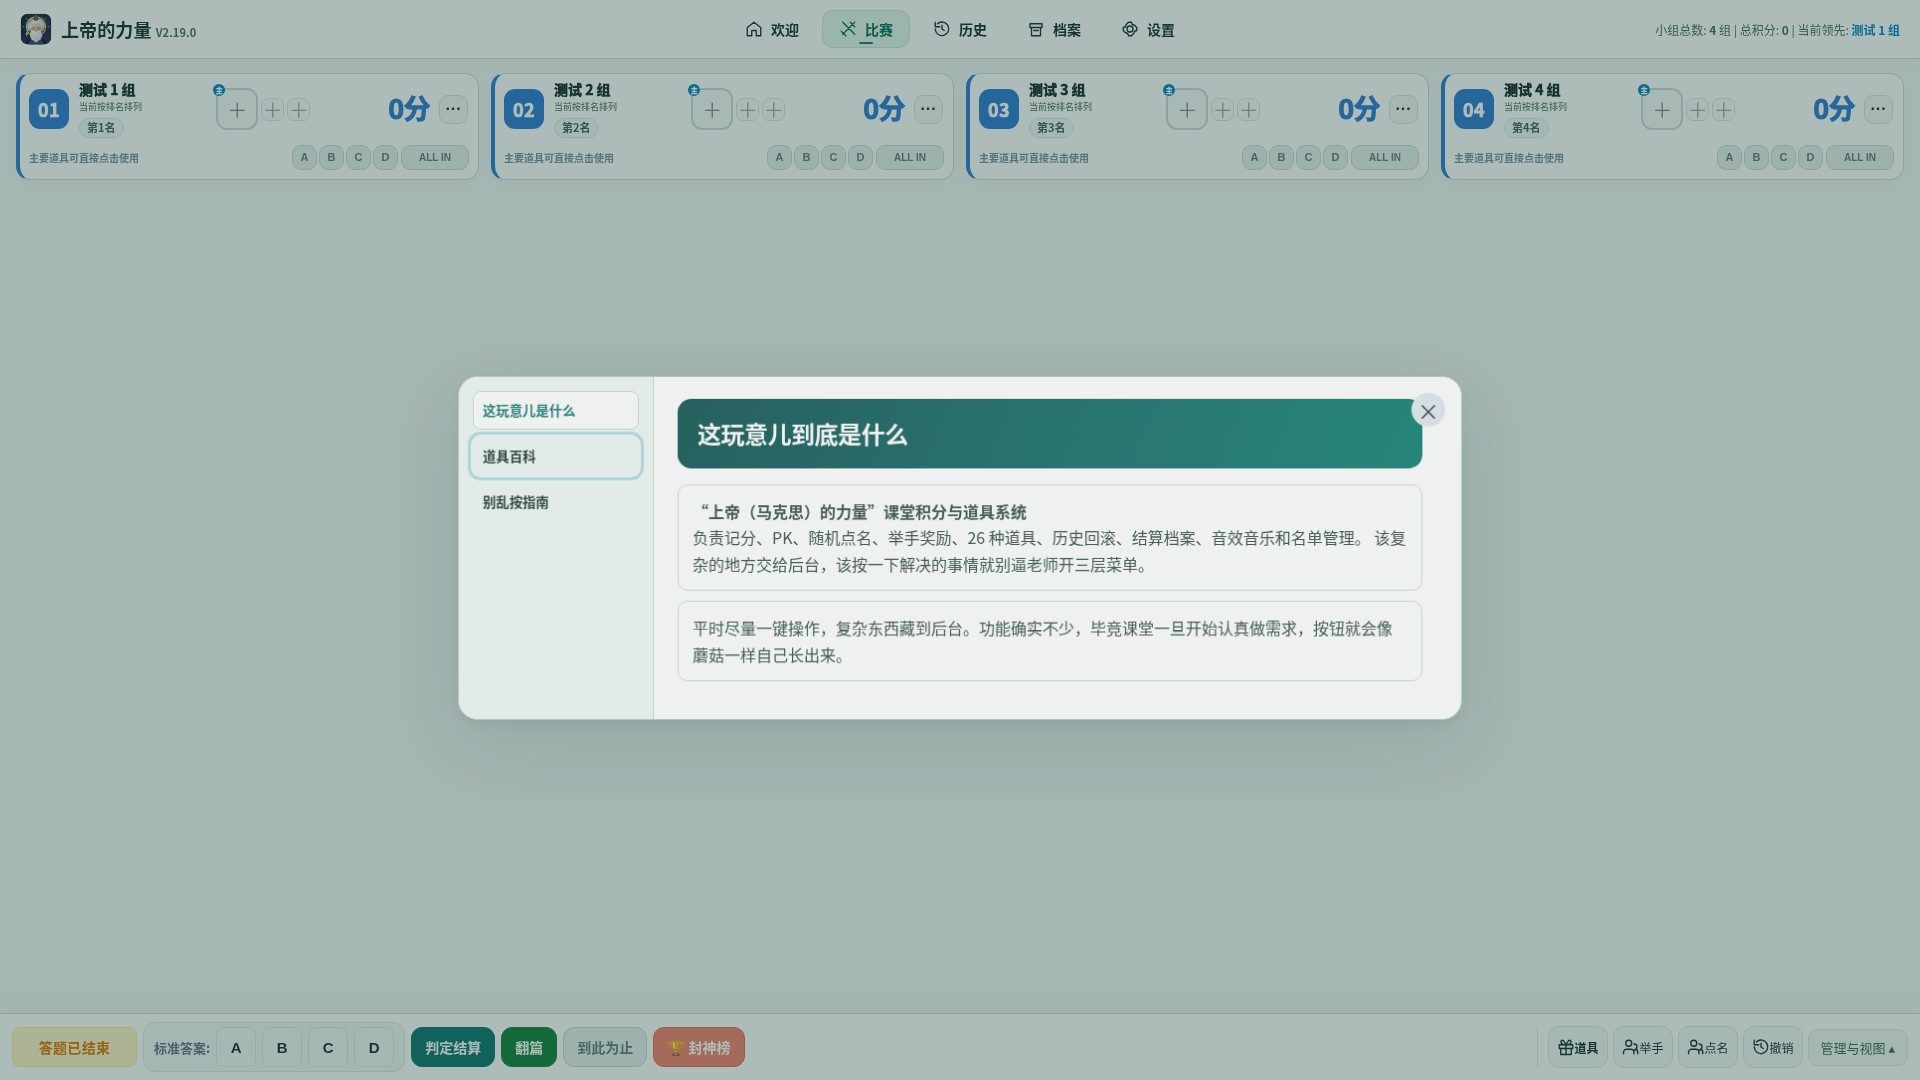 上帝的力量 V2.19.0
欢迎
比赛
历史
档案
设置
小组总数: 4 组 | 总积分: 0 | 当前领先: 测试 1 组
01
测试 1 组
当前按排名排列
第1名
主
0分
主要道具可直接点击使用
A B C D ALL IN
02
测试 2 组
当前按排名排列
第2名
主
0分
主要道具可直接点击使用
A B C D ALL IN
03
测试 3 组
当前按排名排列
第3名
主
0分
主要道具可直接点击使用
A B C D ALL IN
04
测试 4 组
当前按排名排列
第4名
主
0分
主要道具可直接点击使用
A B C D ALL IN
这玩意儿是什么
道具百科
别乱按指南
这玩意儿到底是什么
“上帝（马克思）的力量”课堂积分与道具系统
负责记分、PK、随机点名、举手奖励、26 种道具、历史回滚、结算档案、音效音乐和名单管理。 该复
杂的地方交给后台，该按一下解决的事情就别逼老师开三层菜单。
平时尽量一键操作，复杂东西藏到后台。功能确实不少，毕竟课堂一旦开始认真做需求，按钮就会像
蘑菇一样自己长出来。
答题已结束
标准答案: A B C D
判定结算
翻篇
到此为止
🏆 封神榜
道具
举手
点名
撤销
管理与视图 ▴